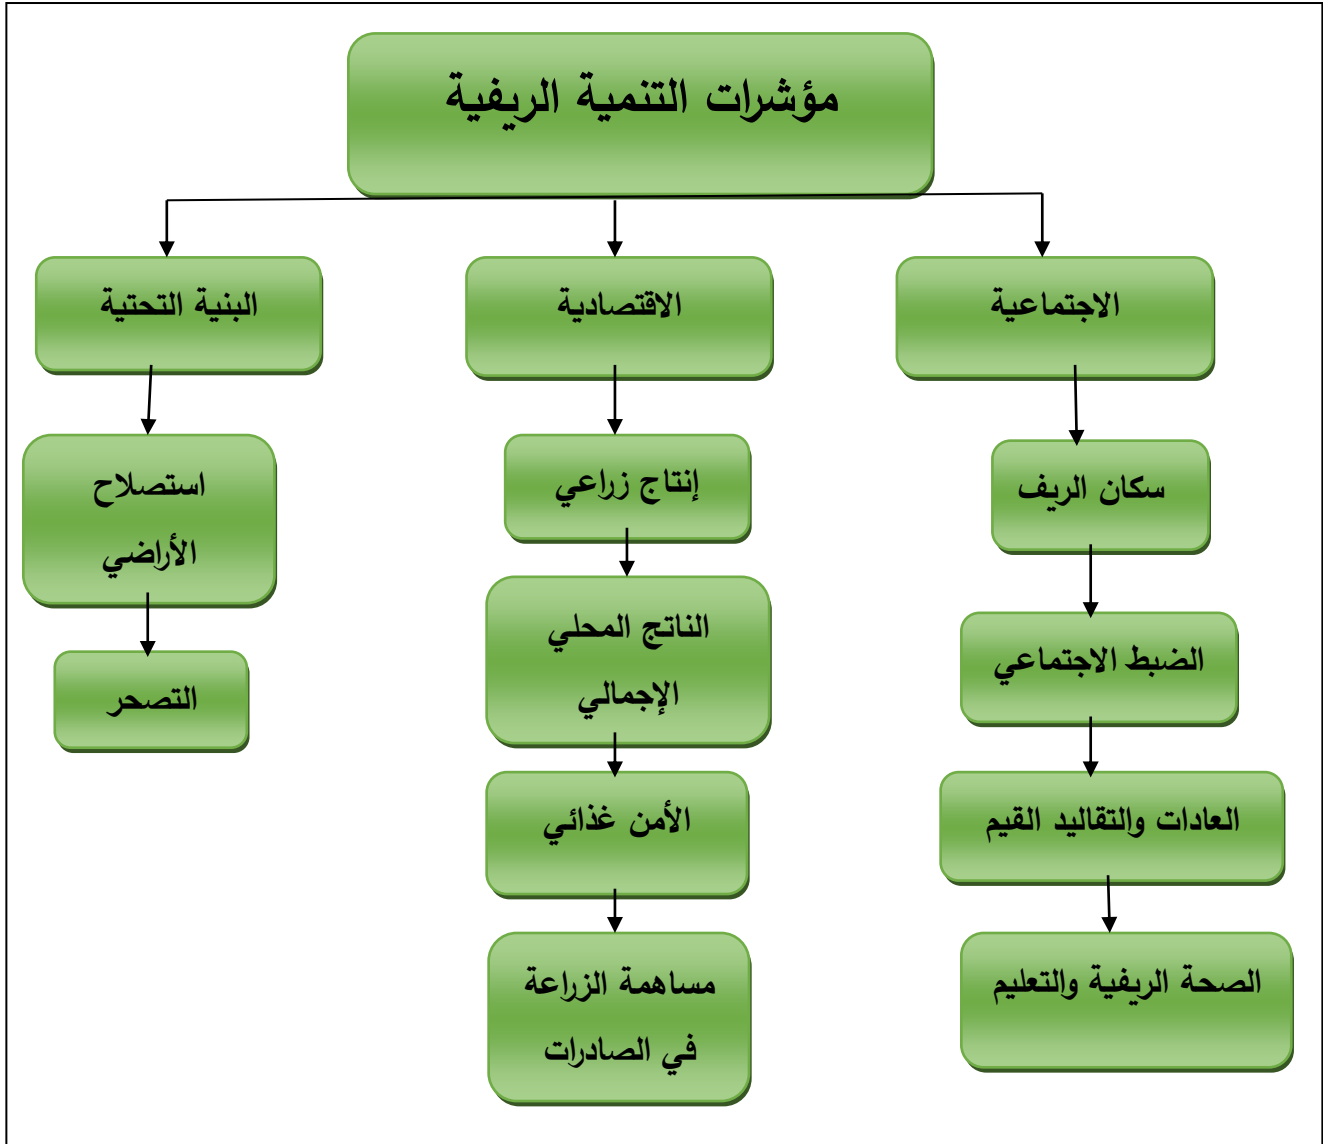 مؤشرات التنمية الريفية
الاجتماعية
الاقتصادية
البنية التحتية
سكان الريف
الضبط الاجتماعي
العادات والتقاليد القيم
الصحة الريفية والتعليم
إنتاج زراعي
الناتج المحلي
الإجمالي
الأمن غذائي
مساهمة الزراعة
في الصادرات
استصلاح
الأراضي
التصحر